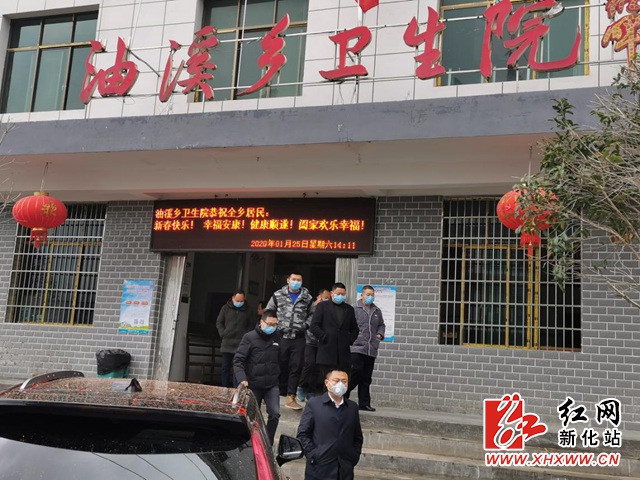 油溪乡卫生院
油溪乡卫生院恭祝全乡居民：
新春快乐！ 幸福安康！健康顺遂！阖家欢乐幸福！
2020年01月25日星期六14:11
红网
新化站
WWW.XHXWW.CN